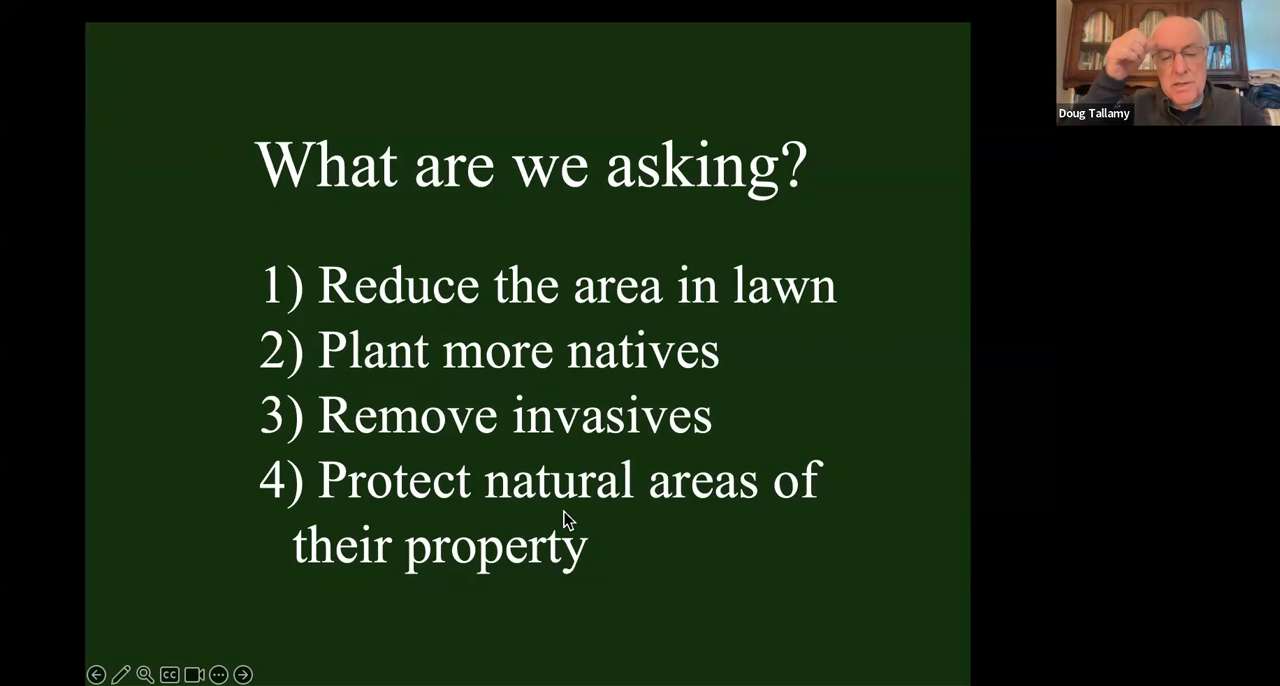 What are we asking?
1) Reduce the area in lawn
2) Plant more natives
3) Remove invasives
4) Protect natural areas of
their property
Doug Tallamy
CC